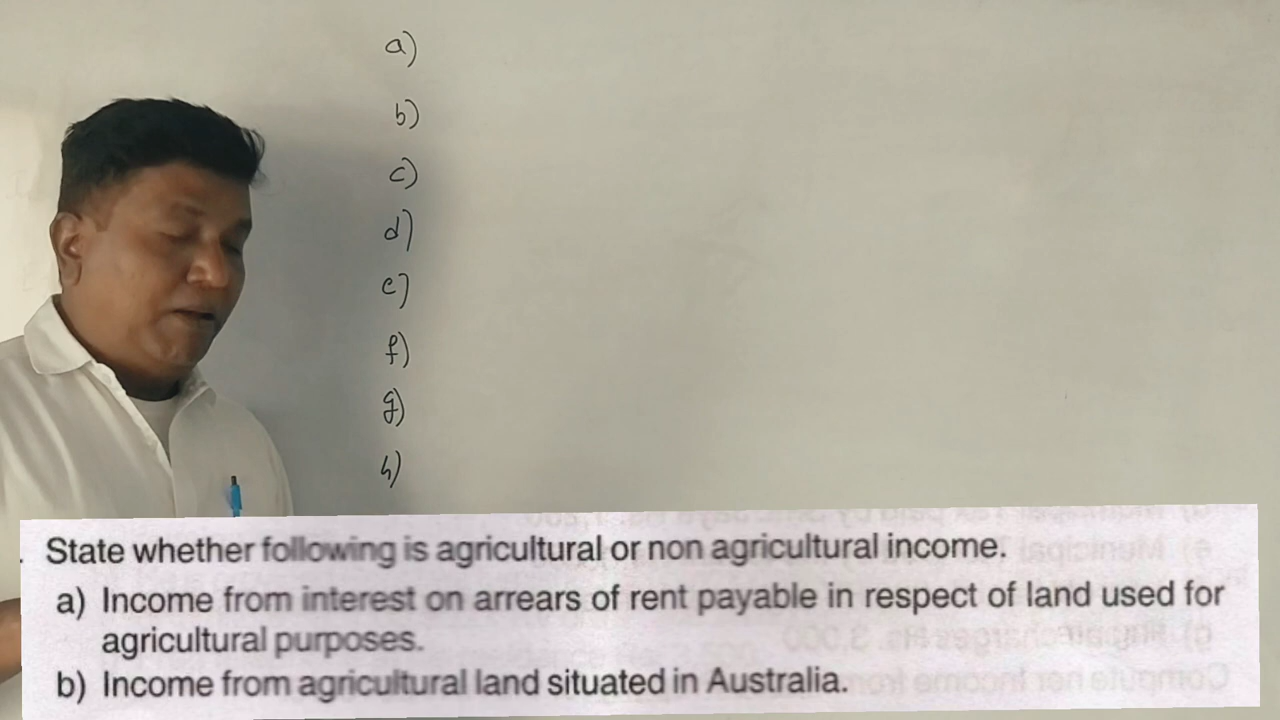 a)
b)
c)
d)
e)
f)
g)
h)
. State whether following is agricultural or non agricultural income.
a) Income from interest on arrears of rent payable in respect of land used for
agricultural purposes.
b) Income from agricultural land situated in Australia.